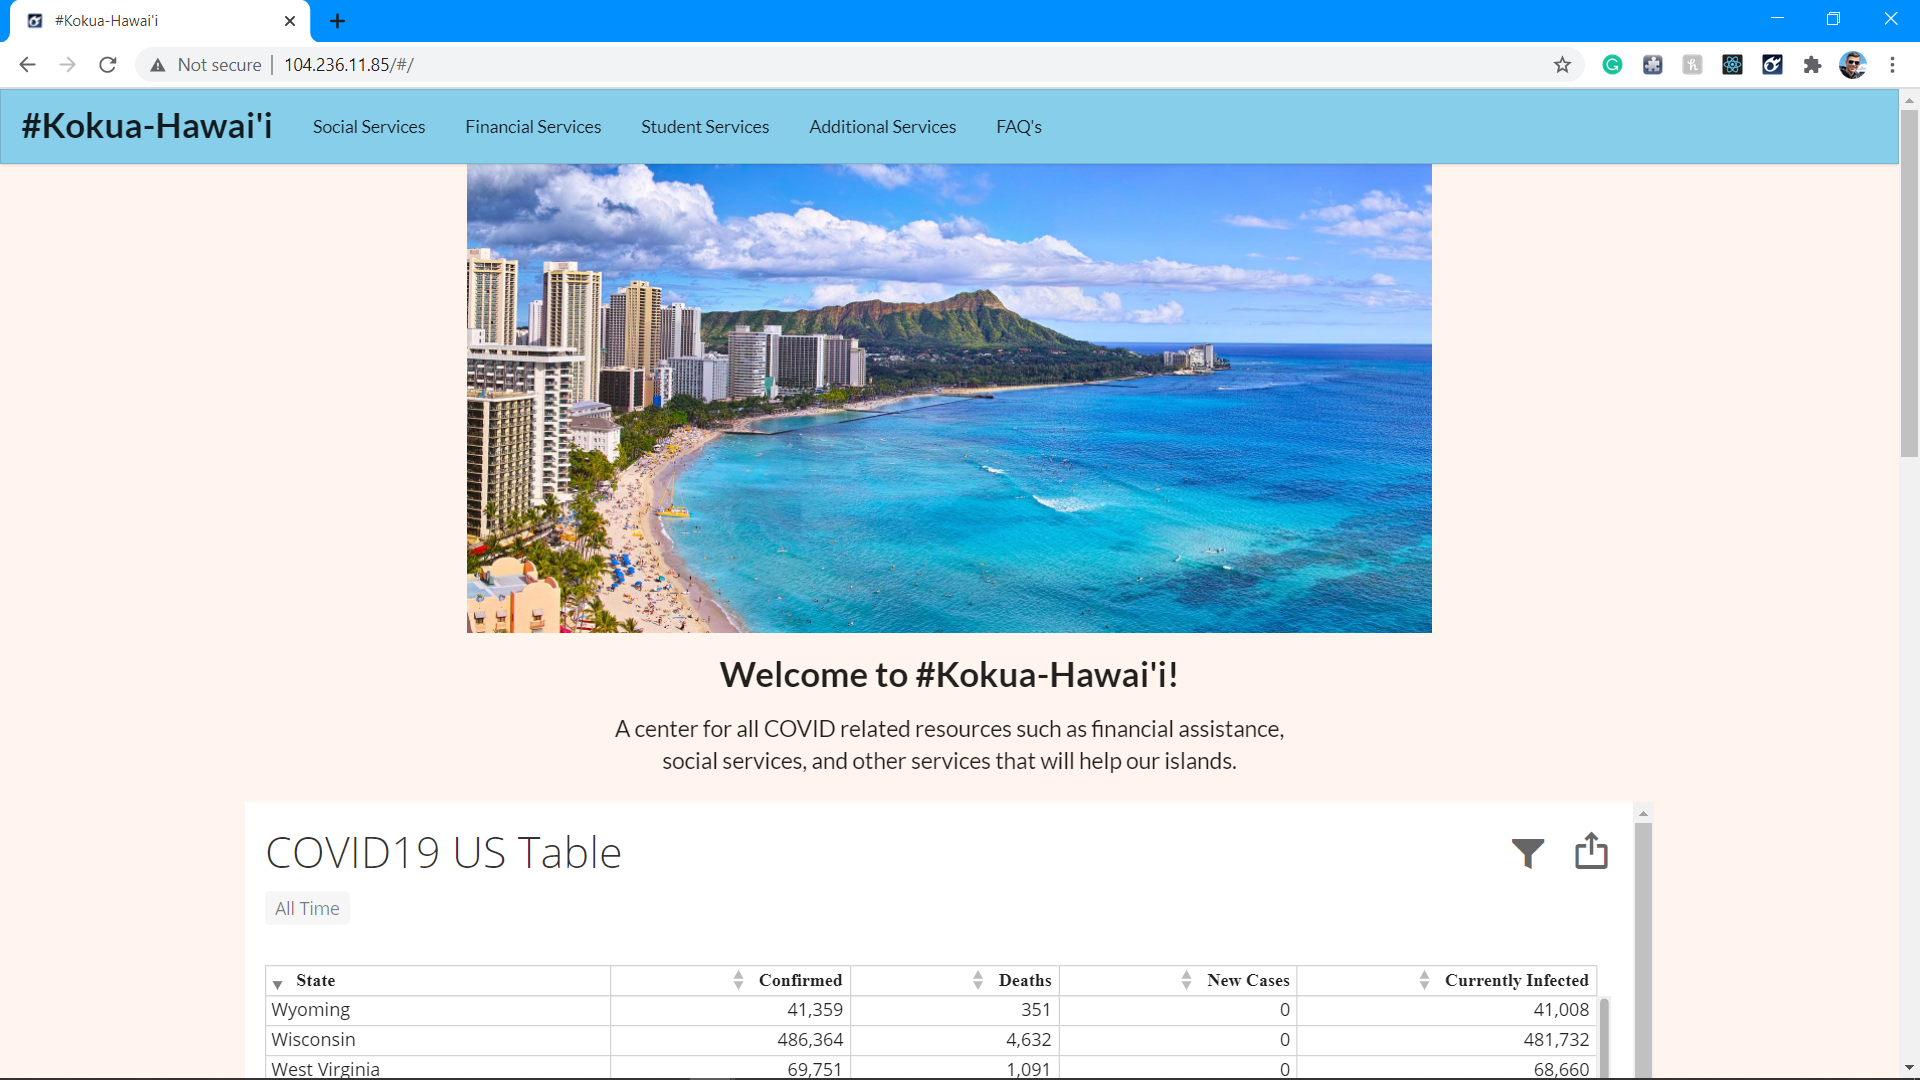 #Kokua-Hawai'i
Not secure | 104.236.11.85/#/
#Kokua-Hawai'i Social Services Financial Services Student Services Additional Services FAQ's
Welcome to #Kokua-Hawai'i!
A center for all COVID related resources such as financial assistance,
social services, and other services that will help our islands.
COVID19 US Table
All Time
State Confirmed Deaths New Cases Currently Infected
Wyoming 41,359 351 0 41,008
Wisconsin 486,364 4,632 0 481,732
West Virginia 69,751 1,091 0 68,660